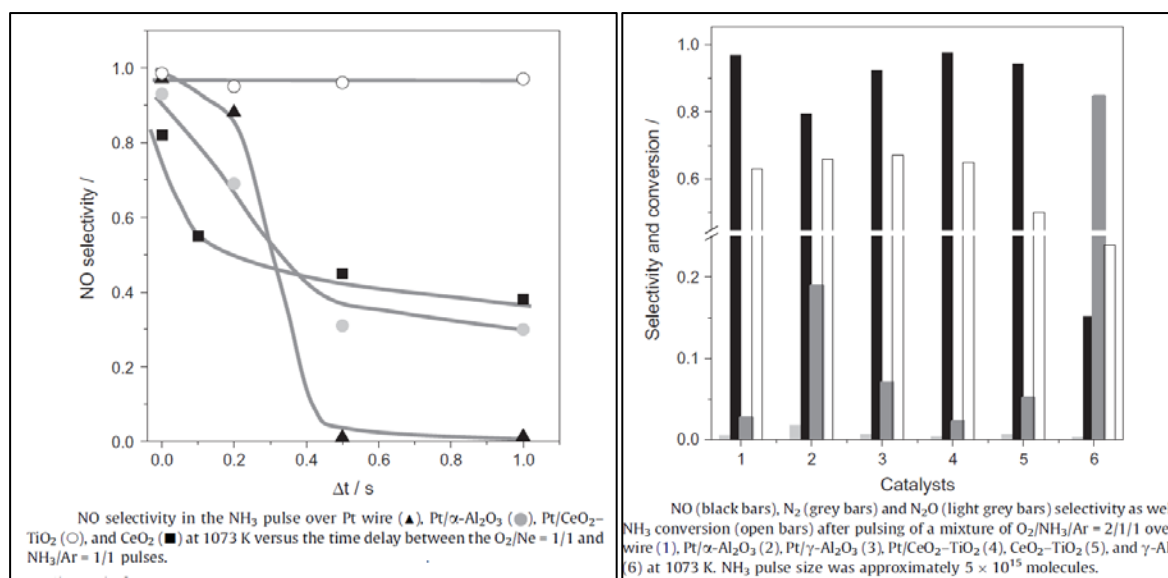 NO selectivity /
1.0
0.8
0.6
0.4
0.2
0.0
0.0 0.2 0.4 0.6 0.8 1.0
Δt / s
NO selectivity in the NH₃ pulse over Pt wire (▲), Pt/α-Al₂O₃ (●), Pt/CeO₂–
TiO₂ (○), and CeO₂ (■) at 1073 K versus the time delay between the O₂/Ne = 1/1 and
NH₃/Ar = 1/1 pulses.
Selectivity and conversion /
1.0
0.8
0.6
0.2
0.1
0.0
1 2 3 4 5 6
Catalysts
NO (black bars), N₂ (grey bars) and N₂O (light grey bars) selectivity as wel
NH₃ conversion (open bars) after pulsing of a mixture of O₂/NH₃/Ar = 2/1/1 ove
wire (1), Pt/α-Al₂O₃ (2), Pt/γ-Al₂O₃ (3), Pt/CeO₂–TiO₂ (4), CeO₂–TiO₂ (5), and γ-Al
(6) at 1073 K. NH₃ pulse size was approximately 5 × 10¹⁵ molecules.